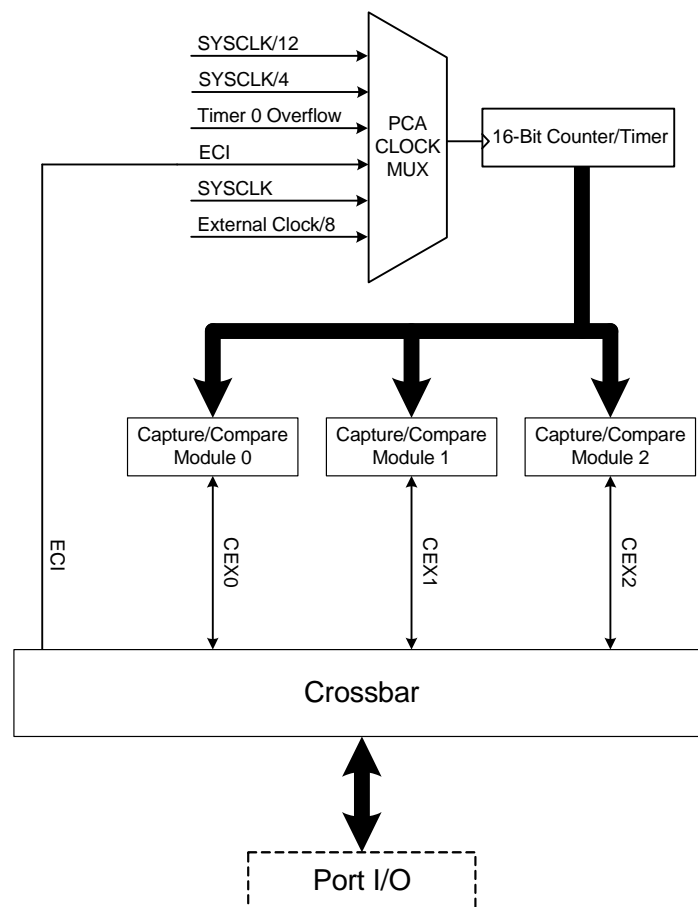 SYSCLK/12
SYSCLK/4
Timer 0 Overflow
ECI
SYSCLK
External Clock/8
PCA
CLOCK
MUX
16-Bit Counter/Timer
Capture/Compare
Module 0
Capture/Compare
Module 1
Capture/Compare
Module 2
ECI
CEX0
CEX1
CEX2
Crossbar
Port I/O